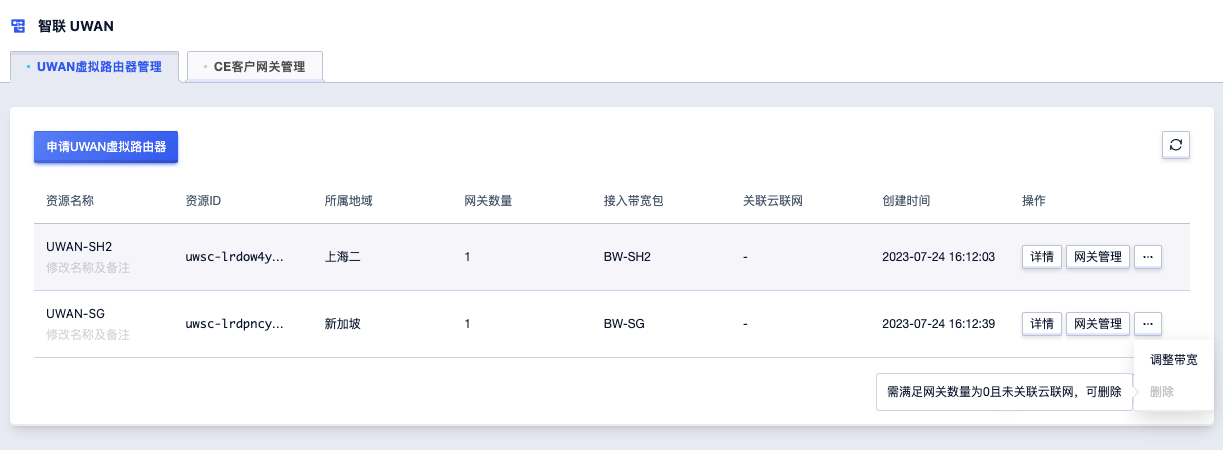 智联 UWAN
UWAN虚拟路由器管理 CE客户网关管理
申请UWAN虚拟路由器
资源名称 资源ID 所属地域 网关数量 接入带宽包 关联云联网 创建时间 操作
UWAN-SH2
修改名称及备注
uwsc-lrdow4y... 上海二 1 BW-SH2 - 2023-07-24 16:12:03 详情 网关管理 ...
UWAN-SG
修改名称及备注
uwsc-lrdpncy... 新加坡 1 BW-SG - 2023-07-24 16:12:39 详情 网关管理 ...
调整带宽
需满足网关数量为0且未关联云联网，可删除 删除